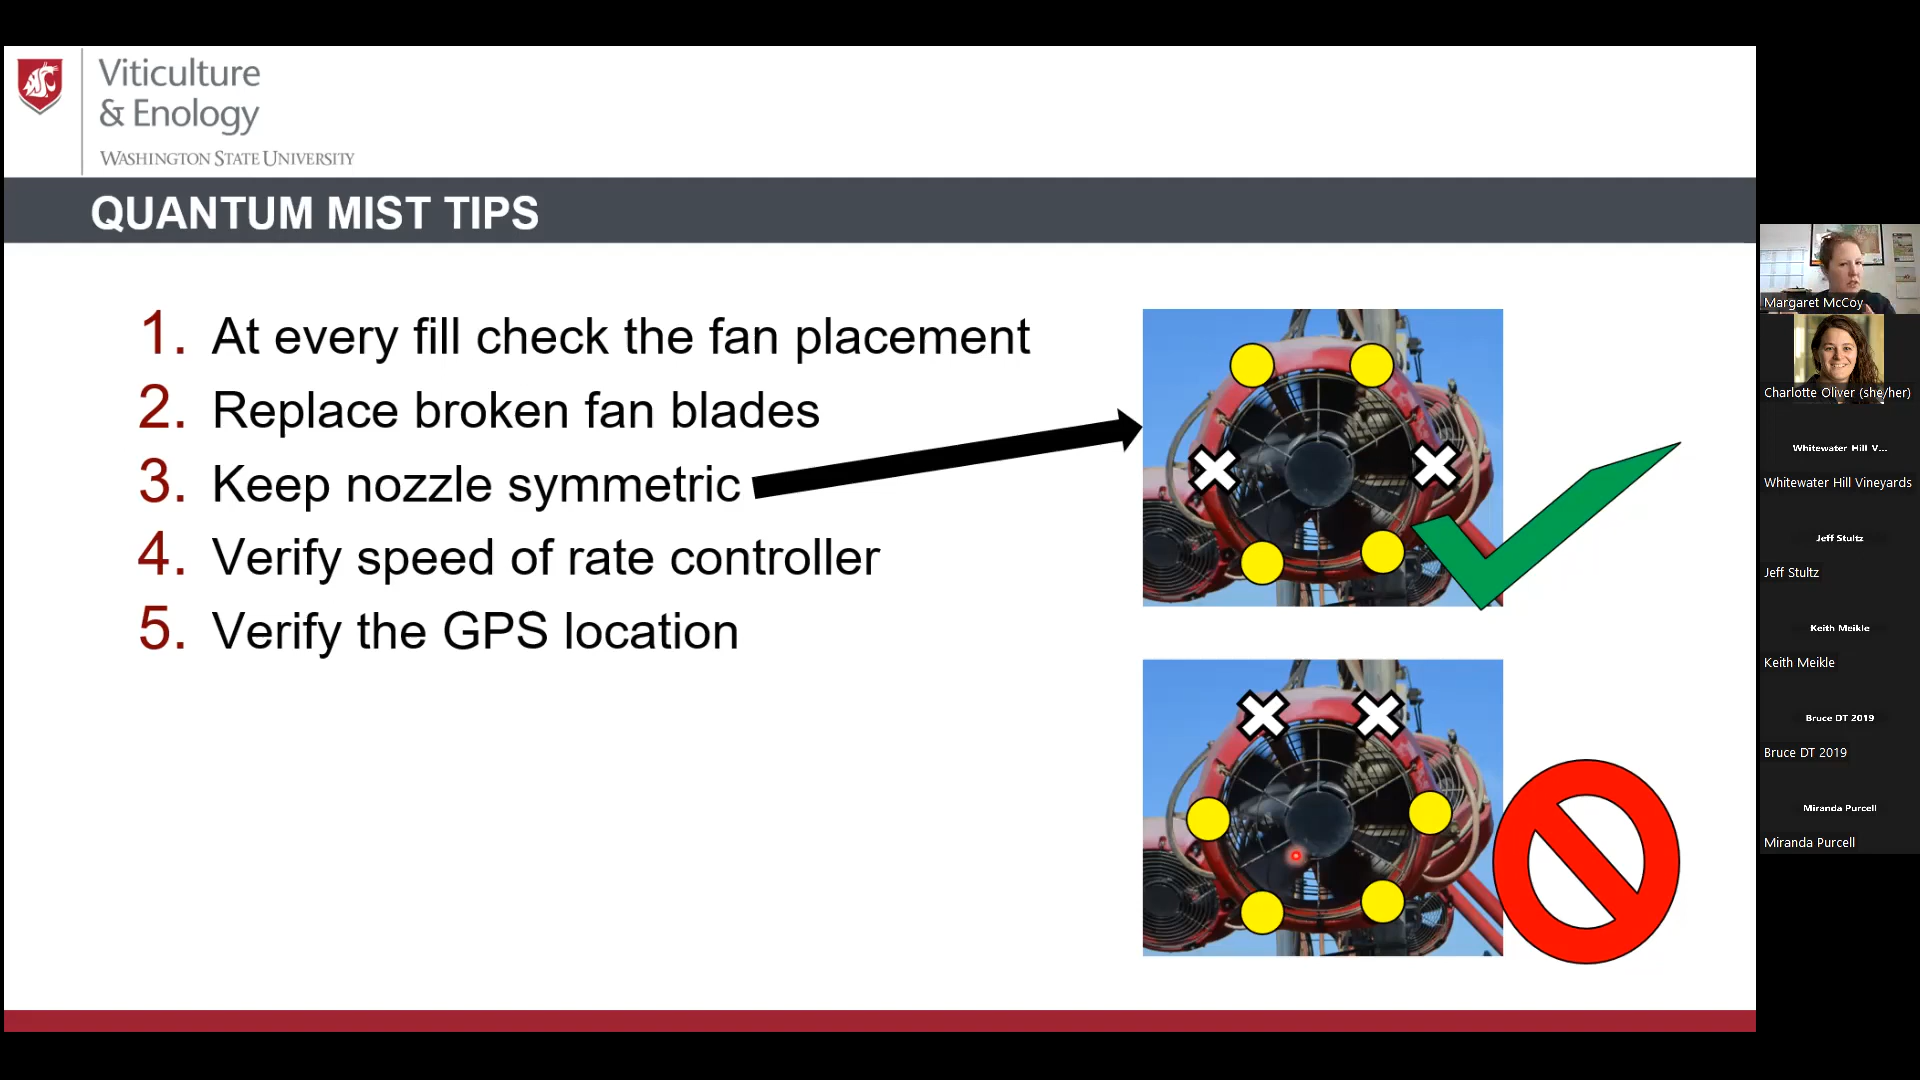 Viticulture
& Enology
WASHINGTON STATE UNIVERSITY
QUANTUM MIST TIPS
1. At every fill check the fan placement
2. Replace broken fan blades
3. Keep nozzle symmetric
4. Verify speed of rate controller
5. Verify the GPS location
Margaret McCoy
Charlotte Oliver (she/her)
Whitewater Hill V...
Whitewater Hill Vineyards
Jeff Stultz
Jeff Stultz
Keith Meikle
Keith Meikle
Bruce DT 2019
Bruce DT 2019
Miranda Purcell
Miranda Purcell